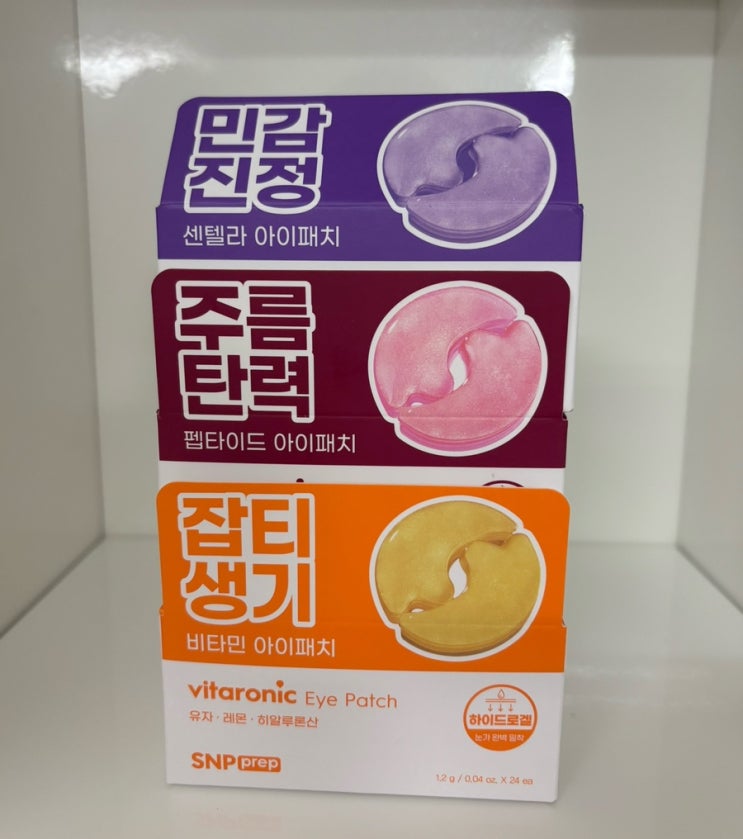 민감
진정
센텔라 아이패치
주름
탄력
펩타이드 아이패치
잡티
생기
비타민 아이패치
vitaronic Eye Patch
유자 · 레몬 · 히알루론산
하이드로겔
눈가 완벽 밀착
SNP prep
1.2 g / 0.04 oz. X 24 ea